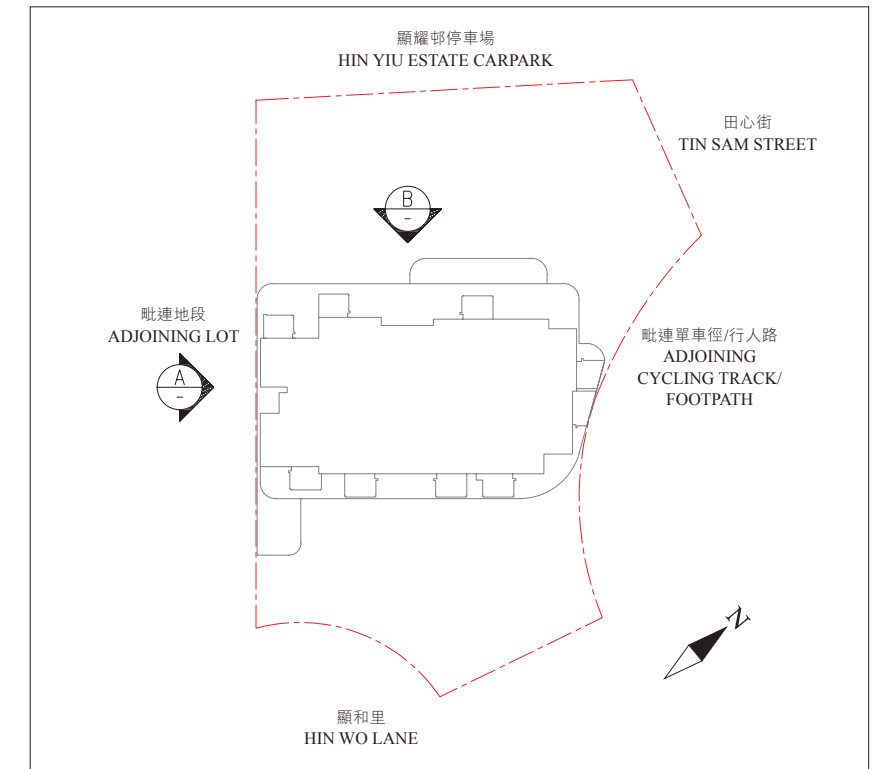 顯耀邨停車場
HIN YIU ESTATE CARPARK
田心街
TIN SAM STREET
B
-
毗連地段
ADJOINING LOT
A
-
毗連單車徑/行人路
ADJOINING
CYCLING TRACK/
FOOTPATH
N
顯和里
HIN WO LANE